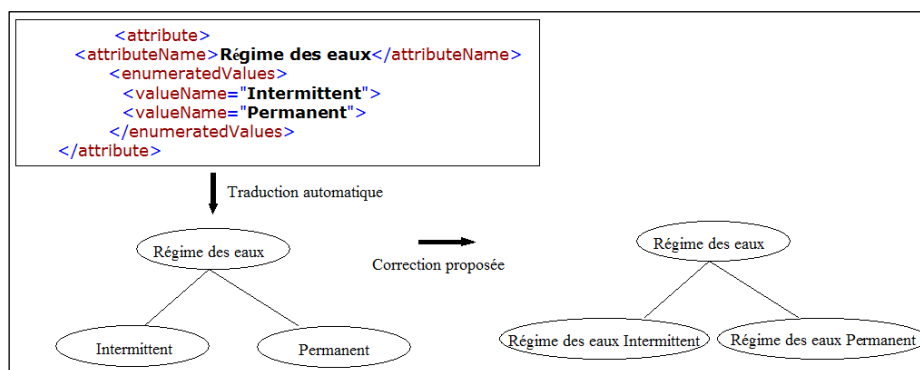 <attribute>
<attributeName>Régime des eaux</attributeName>
<enumeratedValues>
<valueName="Intermittent">
<valueName="Permanent">
</enumeratedValues>
</attribute>
Traduction automatique
Régime des eaux
Intermittent
Permanent
Correction proposée
Régime des eaux
Régime des eaux Intermittent
Régime des eaux Permanent